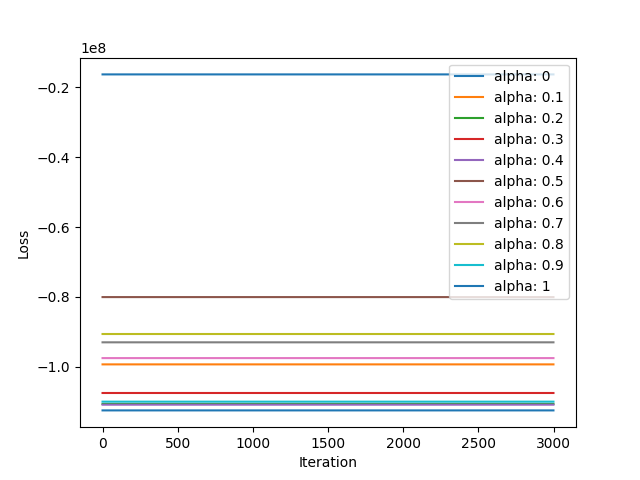 1e8
−0.2
−0.4
−0.6
−0.8
−1.0
Loss
0 500 1000 1500 2000 2500 3000
Iteration
alpha: 0
alpha: 0.1
alpha: 0.2
alpha: 0.3
alpha: 0.4
alpha: 0.5
alpha: 0.6
alpha: 0.7
alpha: 0.8
alpha: 0.9
alpha: 1